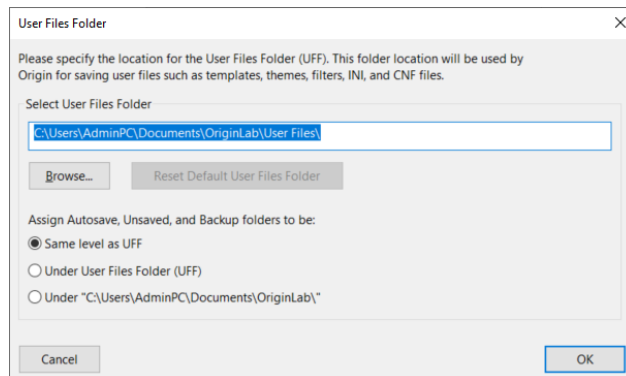 User Files Folder
Please specify the location for the User Files Folder (UFF). This folder location will be used by
Origin for saving user files such as templates, themes, filters, INI, and CNF files.
Select User Files Folder
C:\Users\AdminPC\Documents\OriginLab\User Files\
Browse...
Reset Default User Files Folder
Assign Autosave, Unsaved, and Backup folders to be:
Same level as UFF
Under User Files Folder (UFF)
Under "C:\Users\AdminPC\Documents\OriginLab\"
Cancel
OK